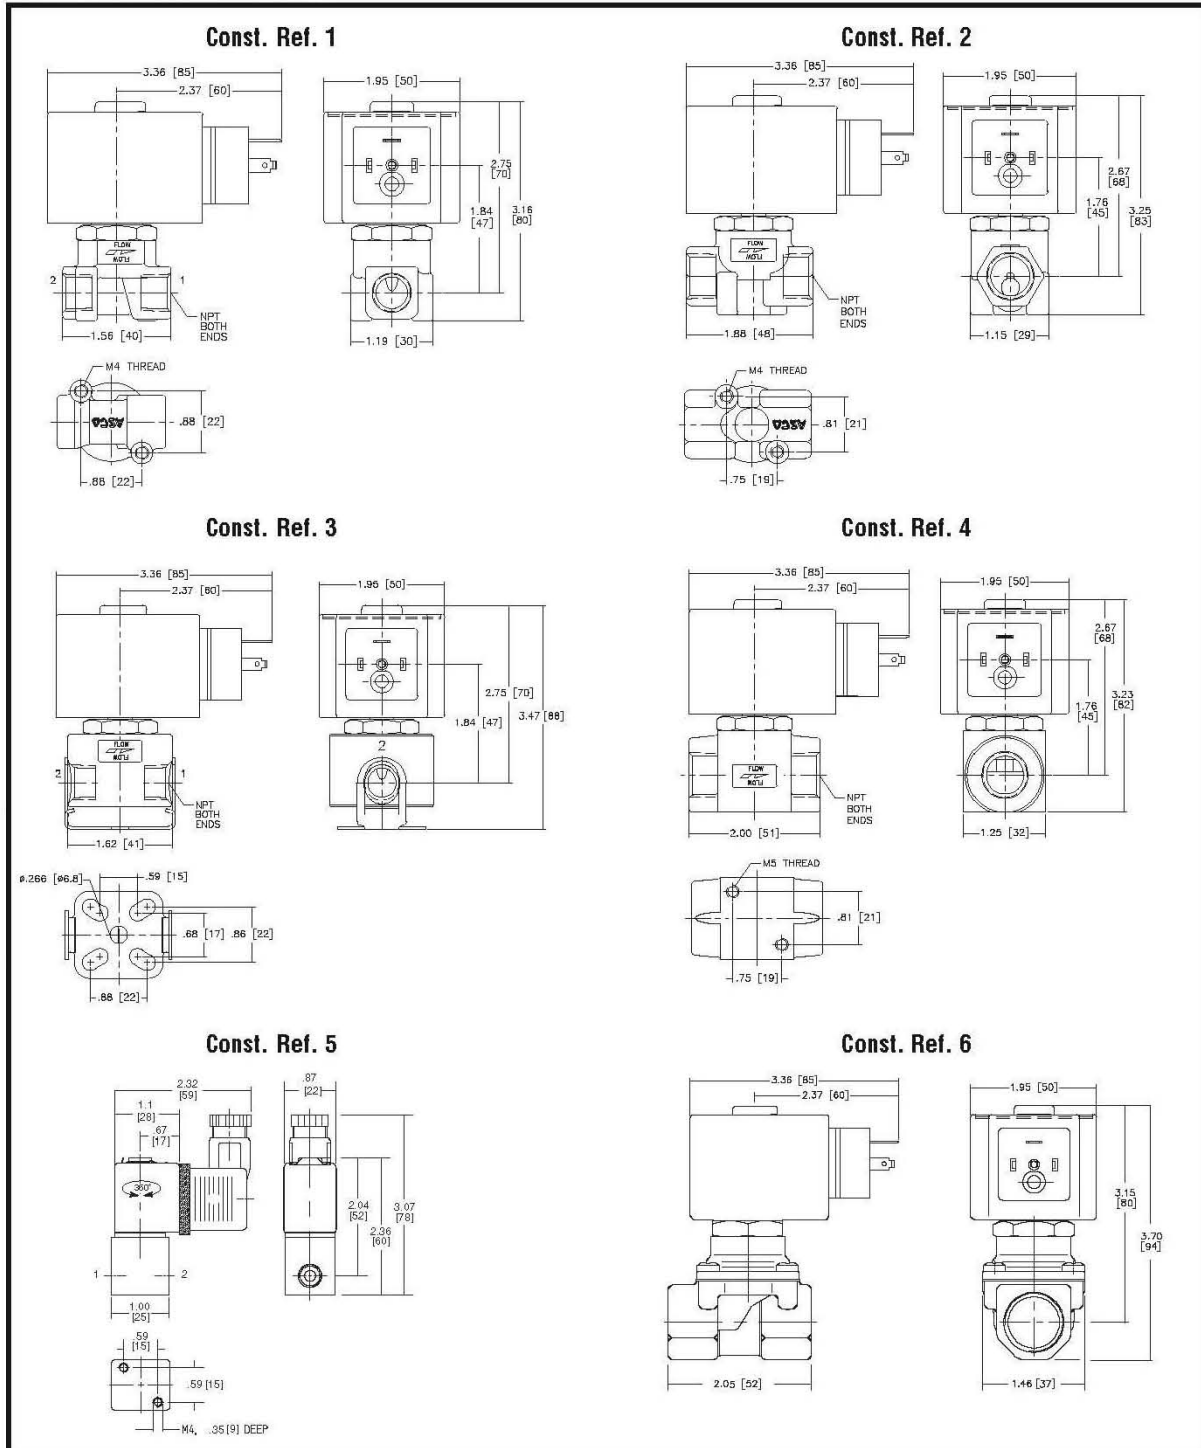 Const. Ref. 1
3.36 [85]
2.37 [60]
1.95 [50]
2.75
[70]
3.16
[80]
1.84
[47]
FLOW
FLOW
2
1
NPT
BOTH
ENDS
1.56 [40]
1.19 [30]
M4 THREAD
ASCO
.88 [22]
.88 [22]
Const. Ref. 2
3.36 [85]
2.37 [60]
1.95 [50]
2.67
[68]
1.76
[45]
3.25
[83]
FLOW
FLOW
NPT
BOTH
ENDS
1.88 [48]
1.15 [29]
M4 THREAD
ASCO
.81 [21]
.75 [19]
Const. Ref. 3
3.36 [85]
2.37 [60]
1.95 [50]
2.75 [70]
1.84 [47]
3.47 [88]
FLOW
FLOW
2
2
1
NPT
BOTH
ENDS
1.62 [41]
ø.266 [ø6.8]
.59 [15]
.68 [17]
.86 [22]
.88 [22]
Const. Ref. 4
3.36 [85]
2.37 [60]
1.95 [50]
2.67
[68]
1.76
[45]
3.23
[82]
FLOW
FLOW
NPT
BOTH
ENDS
2.00 [51]
1.25 [32]
M5 THREAD
.81 [21]
.75 [19]
Const. Ref. 5
2.32
[59]
1.1
[28]
.67
[17]
.87
[22]
360°
2.04
[52]
3.07
[78]
2.36
[60]
1
2
1.00
[25]
.59
[15]
.59 [15]
M4, .35 [9] DEEP
Const. Ref. 6
3.36 [85]
2.37 [60]
1.95 [50]
3.15
[80]
3.70
[94]
2.05 [52]
1.46 [37]